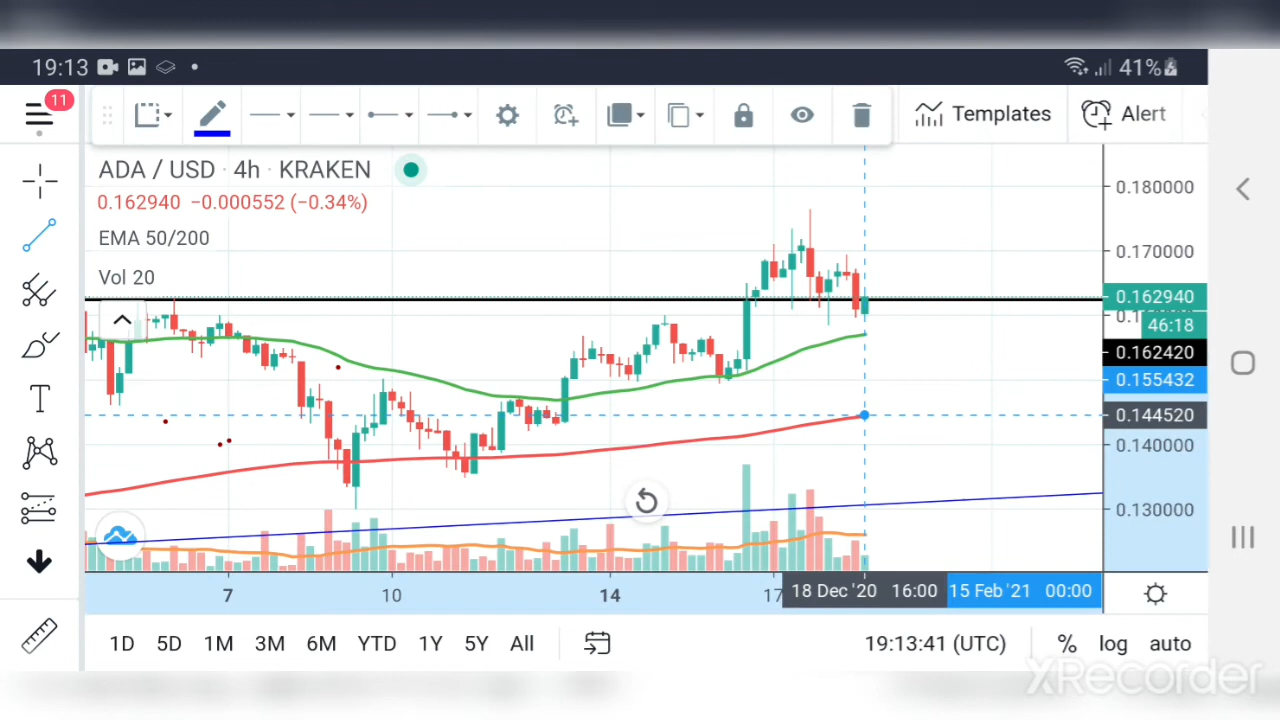 19:13
41%
11
Templates
Alert
ADA / USD · 4h · KRAKEN
0.162940 −0.000552 (−0.34%)
EMA 50/200
Vol 20
0.180000
0.170000
0.162940
46:18
0.162420
0.155432
0.144520
0.140000
0.130000
7
10
14
17
18 Dec '20 16:00
15 Feb '21 00:00
1D 5D 1M 3M 6M YTD 1Y 5Y All
19:13:41 (UTC)
% log auto
XRecorder